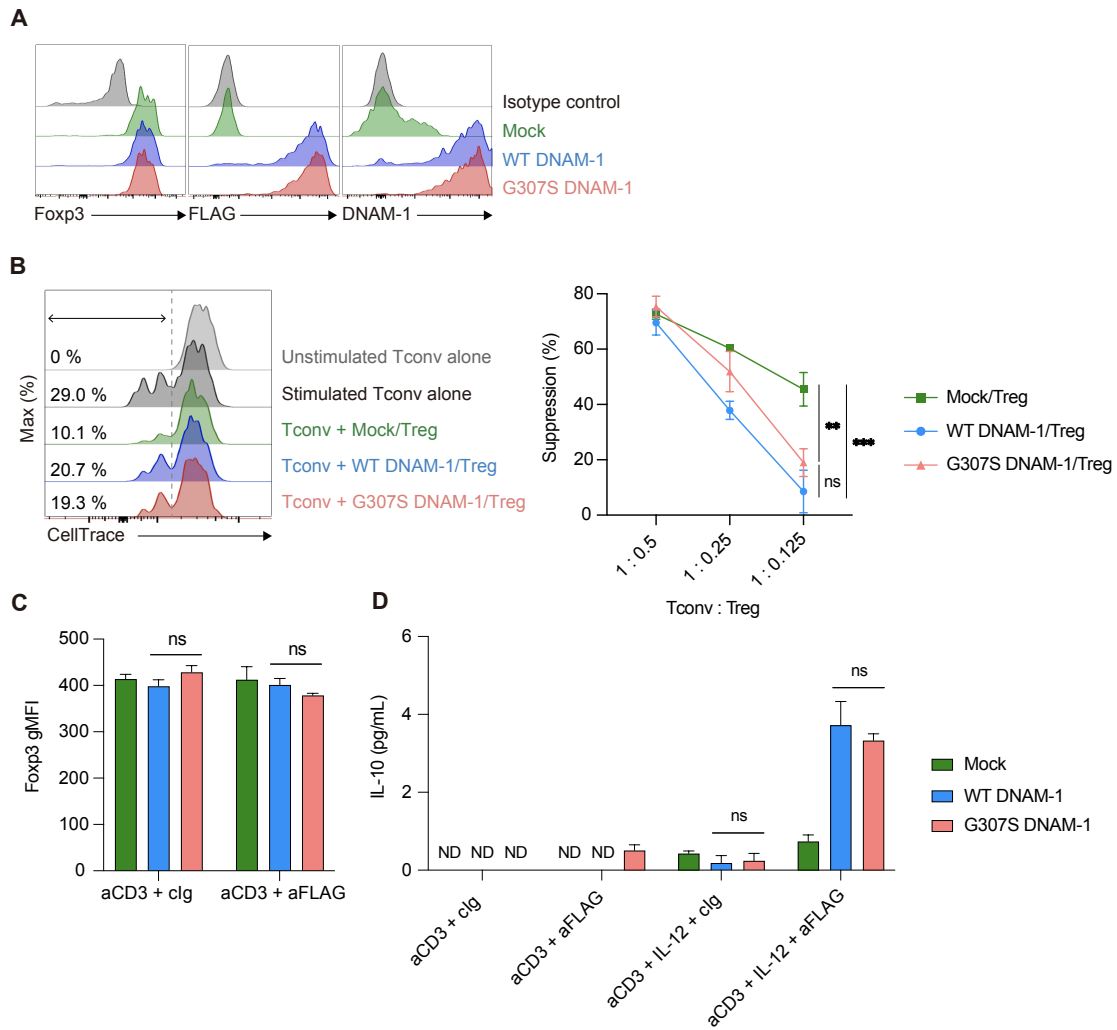 A
Isotype control
Mock
WT DNAM-1
G307S DNAM-1
Foxp3
FLAG
DNAM-1
B
Max (%)
0 %
29.0 %
10.1 %
20.7 %
19.3 %
Unstimulated Tconv alone
Stimulated Tconv alone
Tconv + Mock/Treg
Tconv + WT DNAM-1/Treg
Tconv + G307S DNAM-1/Treg
CellTrace
Suppression (%)
80
60
40
20
0
**
***
ns
1 : 0.5
1 : 0.25
1 : 0.125
Tconv : Treg
Mock/Treg
WT DNAM-1/Treg
G307S DNAM-1/Treg
C
Foxp3 gMFI
500
400
300
200
100
0
ns
ns
aCD3 + cIg
aCD3 + aFLAG
D
IL-10 (pg/mL)
6
4
2
0
ND ND ND
ND ND
ns
ns
aCD3 + cIg
aCD3 + aFLAG
aCD3 + IL-12 + cIg
aCD3 + IL-12 + aFLAG
Mock
WT DNAM-1
G307S DNAM-1